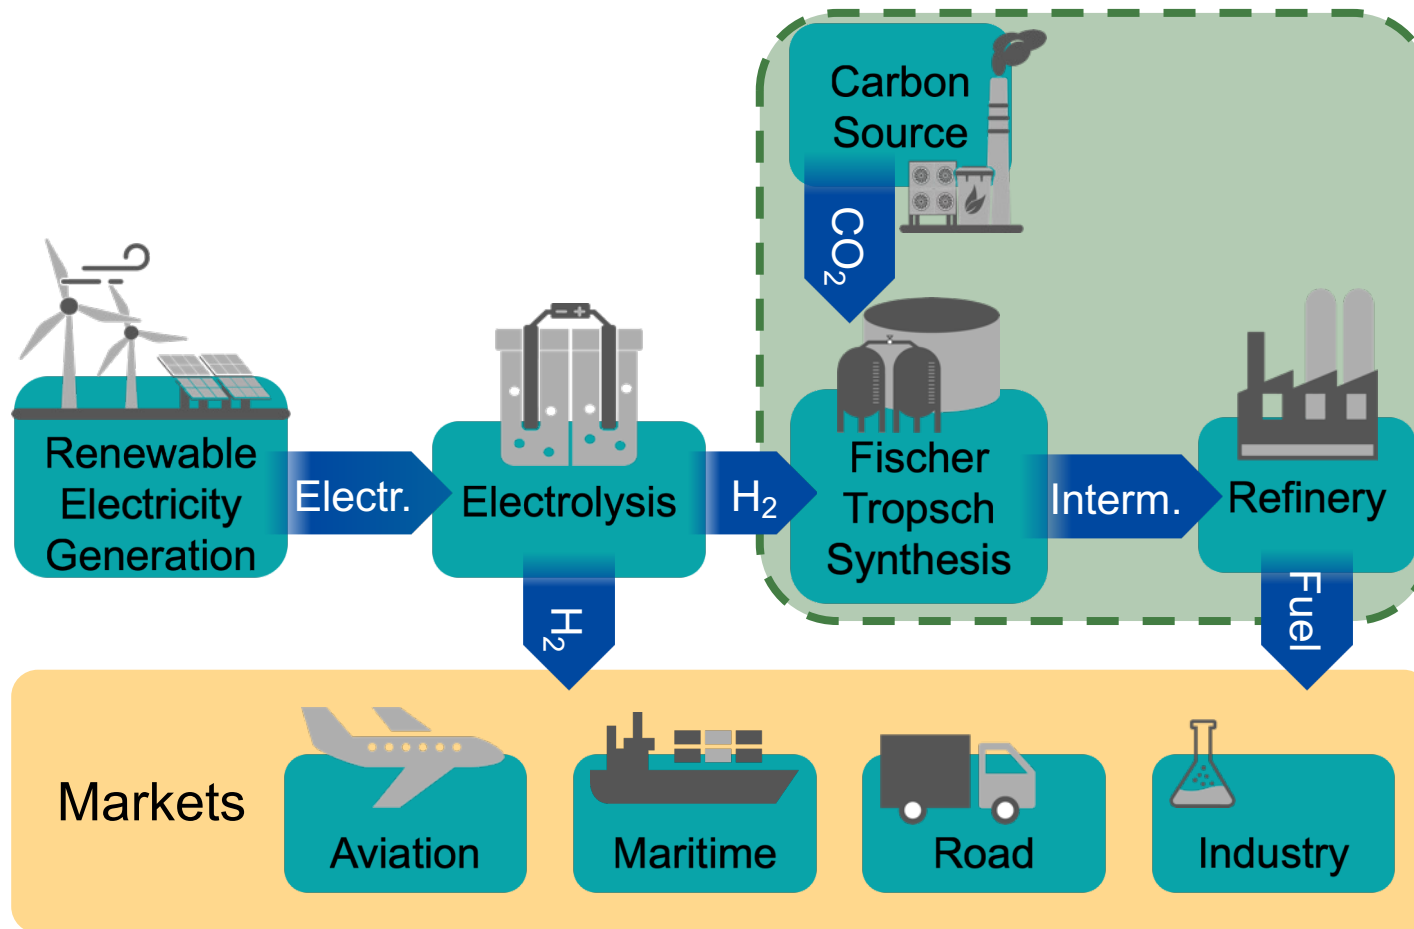 Carbon
Source
CO₂
Renewable
Electricity
Generation
Electr.
Electrolysis
H₂
Fischer
Tropsch
Synthesis
Interm.
Refinery
H₂
Fuel
Markets
Aviation
Maritime
Road
Industry